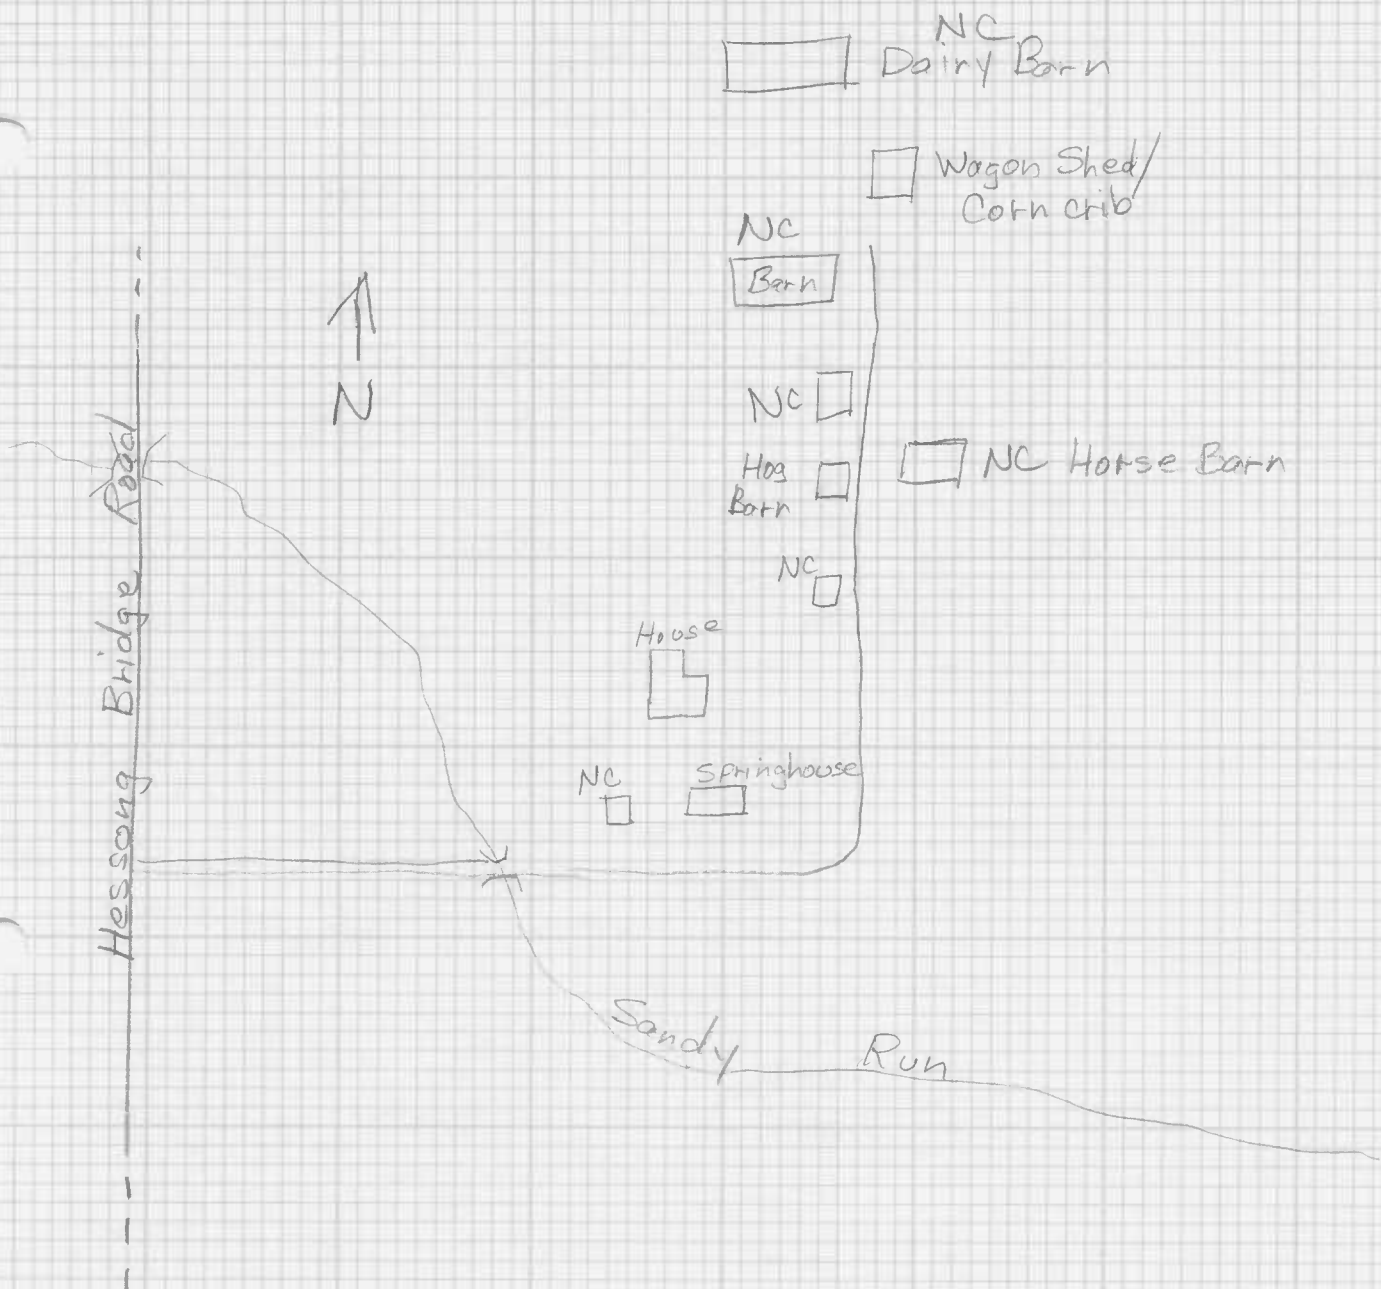 NC
Dairy Barn
Wagon Shed/
Corn crib
NC
Barn
N
NC
Hog
Barn
NC Horse Barn
NC
House
NC
Springhouse
Hessong Bridge Road
Sandy Run